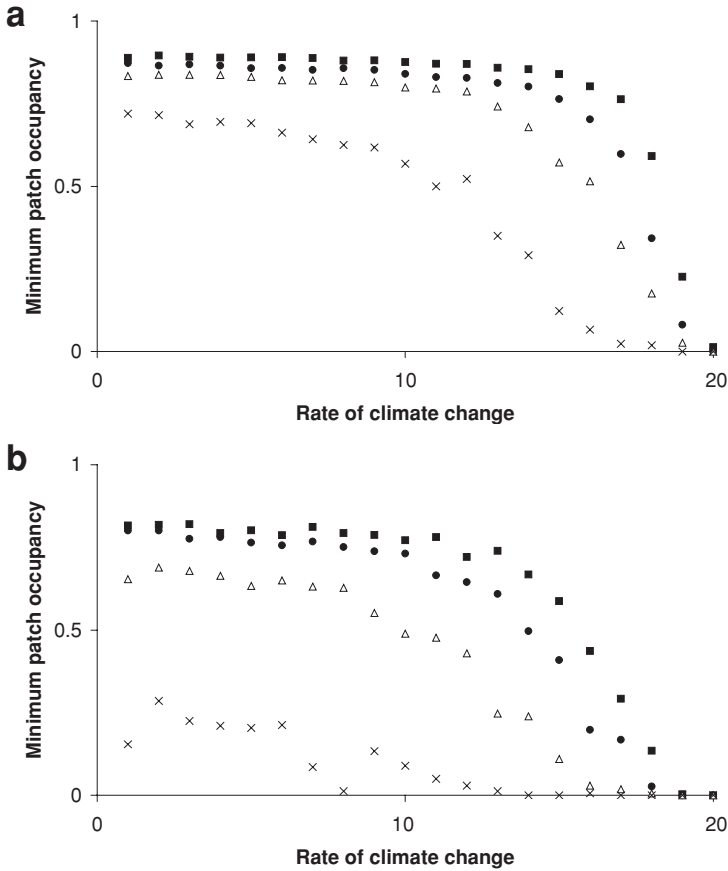 a
1
0.5
0
0 10 20
Minimum patch occupancy
Rate of climate change
b
1
0.5
0
0 10 20
Minimum patch occupancy
Rate of climate change